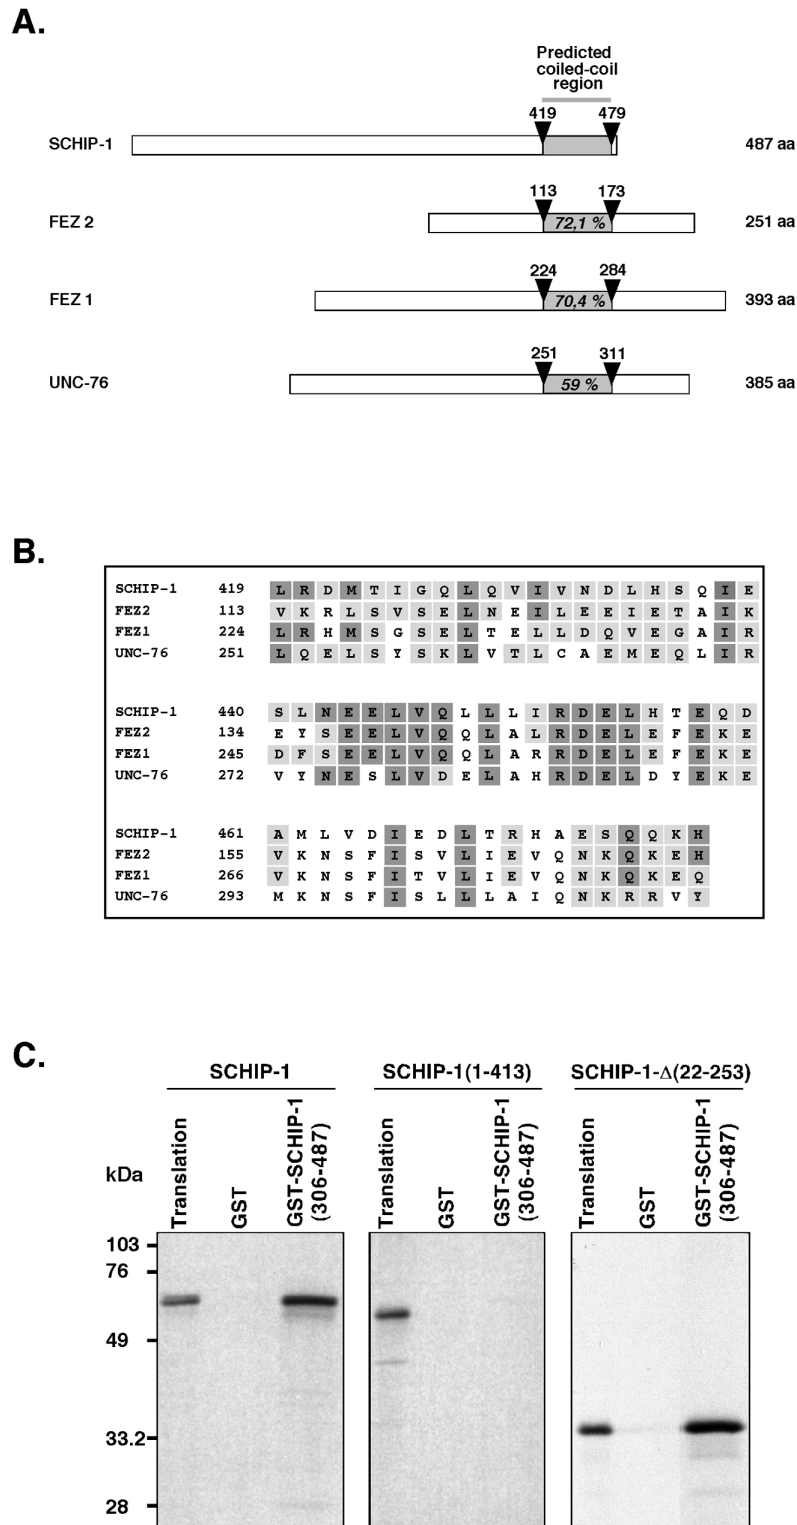 A.
Predicted
coiled-coil
region
419 479
SCHIP-1 487 aa
113 173
FEZ 2 72,1 % 251 aa
224 284
FEZ 1 70,4 % 393 aa
251 311
UNC-76 59 % 385 aa
B.
SCHIP-1 419 L R D M T I G Q L Q V I V N D L H S Q I E
FEZ2 113 V K R L S V S E L N E I L E E I E T A I K
FEZ1 224 L R H M S G S E L T E L L D Q V E G A I R
UNC-76 251 L Q E L S Y S K L V T L C A E M E Q L I R
SCHIP-1 440 S L N E E L V Q L L L I R D E L H T E Q D
FEZ2 134 E Y S E E L V Q Q L A L R D E L E F E K E
FEZ1 245 D F S E E L V Q Q L A R R D E L E F E K E
UNC-76 272 V Y N E S L V D E L A H R D E L D Y E K E
SCHIP-1 461 A M L V D I E D L T R H A E S Q Q K H
FEZ2 155 V K N S F I S V L I E V Q N K Q K E H
FEZ1 266 V K N S F I T V L I E V Q N K Q K E Q
UNC-76 293 M K N S F I S L L L A I Q N K R R V Y
C.
SCHIP-1 SCHIP-1(1-413) SCHIP-1-Δ(22-253)
kDa
Translation
GST
GST-SCHIP-1
(306-487)
Translation
GST
GST-SCHIP-1
(306-487)
Translation
GST
GST-SCHIP-1
(306-487)
103
76
49
33.2
28